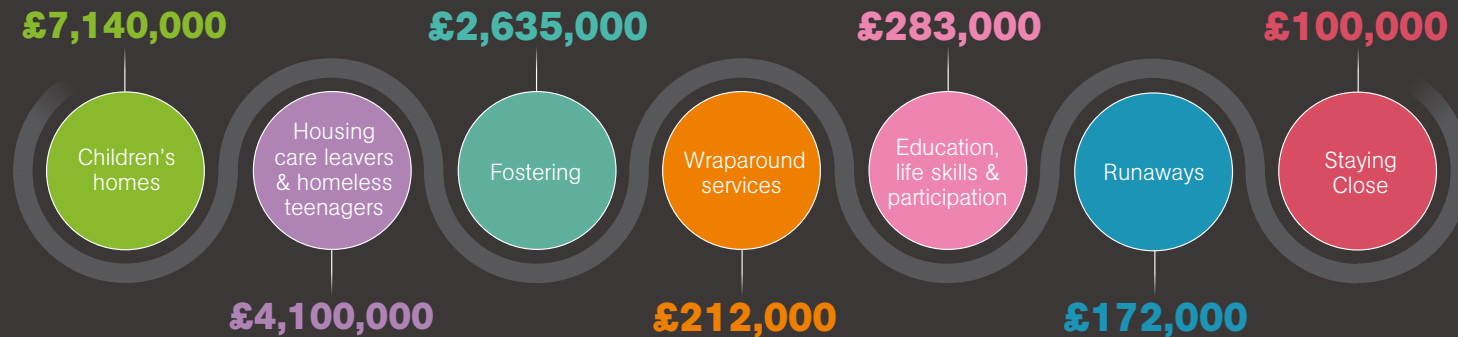 £7,140,000
Children's
homes
Housing
care leavers
& homeless
teenagers
£4,100,000
£2,635,000
Fostering
Wraparound
services
£212,000
£283,000
Education,
life skills &
participation
Runaways
£172,000
£100,000
Staying
Close